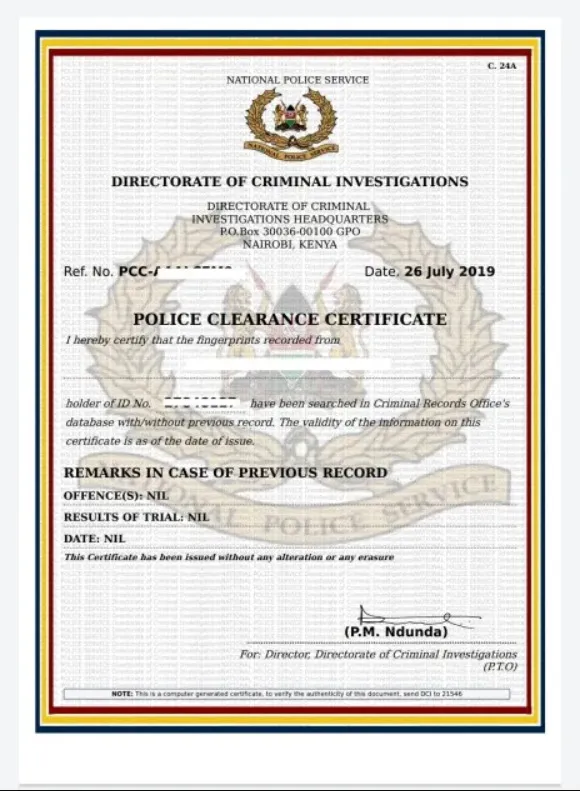 C. 24A
NATIONAL POLICE SERVICE
NATIONAL POLICE SERVICE
DIRECTORATE OF CRIMINAL INVESTIGATIONS
DIRECTORATE OF CRIMINAL
INVESTIGATIONS HEADQUARTERS
P.O.Box 30036-00100 GPO
NAIROBI, KENYA
Ref. No. PCC- Date, 26 July 2019
POLICE CLEARANCE CERTIFICATE
I hereby certify that the fingerprints recorded from
holder of ID No. have been searched in Criminal Records Office's
database with/without previous record. The validity of the information on this
certificate is as of the date of issue.
REMARKS IN CASE OF PREVIOUS RECORD
OFFENCE(S): NIL
RESULTS OF TRIAL: NIL
DATE: NIL
NATIONAL POLICE SERVICE
This Certificate has been issued without any alteration or any erasure
(P.M. Ndunda)
For: Director, Directorate of Criminal Investigations
(P.T.O)
NOTE: This is a computer generated certificate, to verify the authenticity of this document, send DCI to 21546